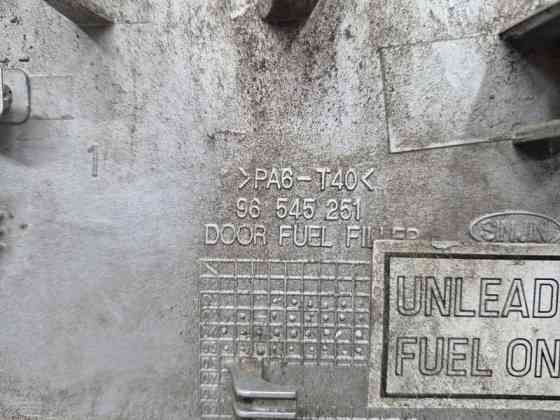 1
>PA6-T40<
96 545 251
DOOR FUEL FILLER
UNLEAD
FUEL ON